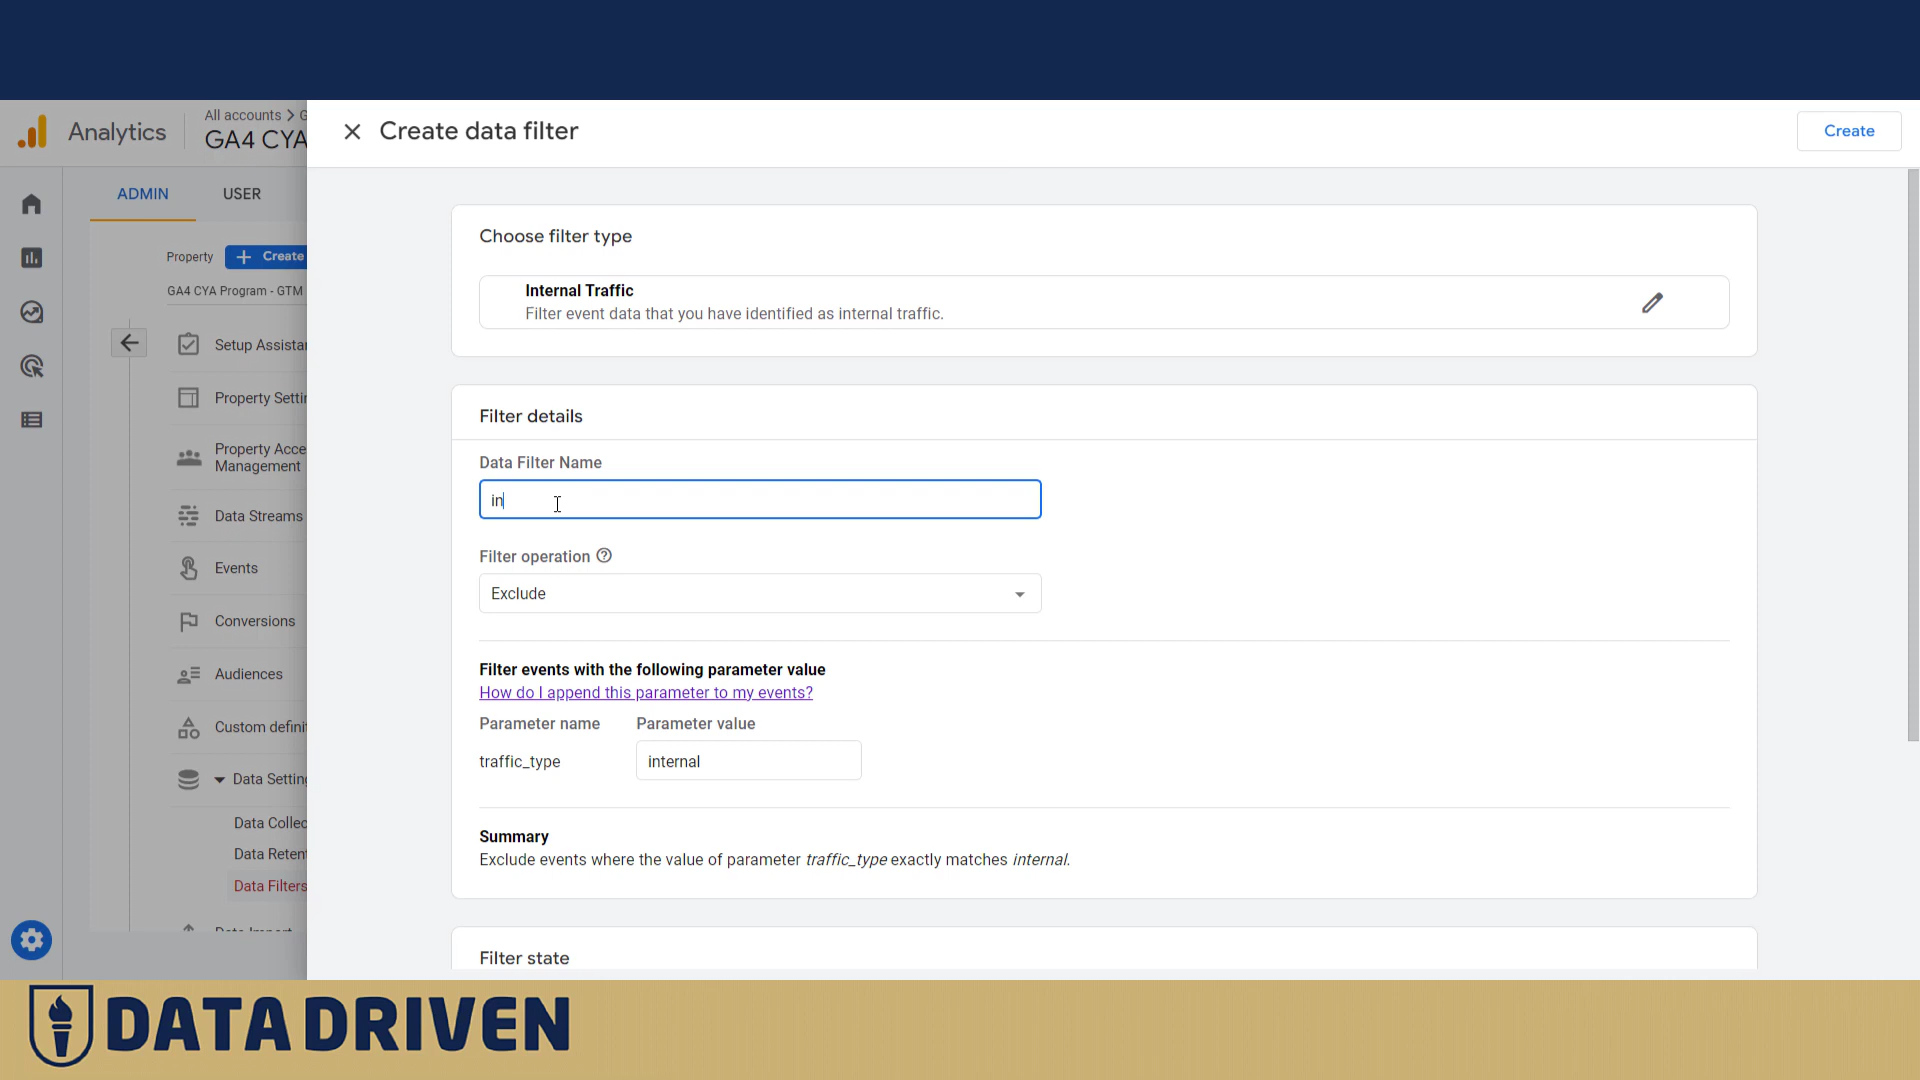 Analytics
All accounts > G
GA4 CYA
Create data filter
Create
ADMIN
USER
Property
Create
GA4 CYA Program - GTM
Setup Assistan
Property Settin
Property Acce
Management
Data Streams
Events
Conversions
Audiences
Custom defini
Data Setting
Data Collec
Data Reten
Data Filters
Choose filter type
Internal Traffic
Filter event data that you have identified as internal traffic.
Filter details
Data Filter Name
in
Filter operation
Exclude
Filter events with the following parameter value
How do I append this parameter to my events?
Parameter name Parameter value
traffic_type internal
Summary
Exclude events where the value of parameter traffic_type exactly matches internal.
Filter state
DATA DRIVEN